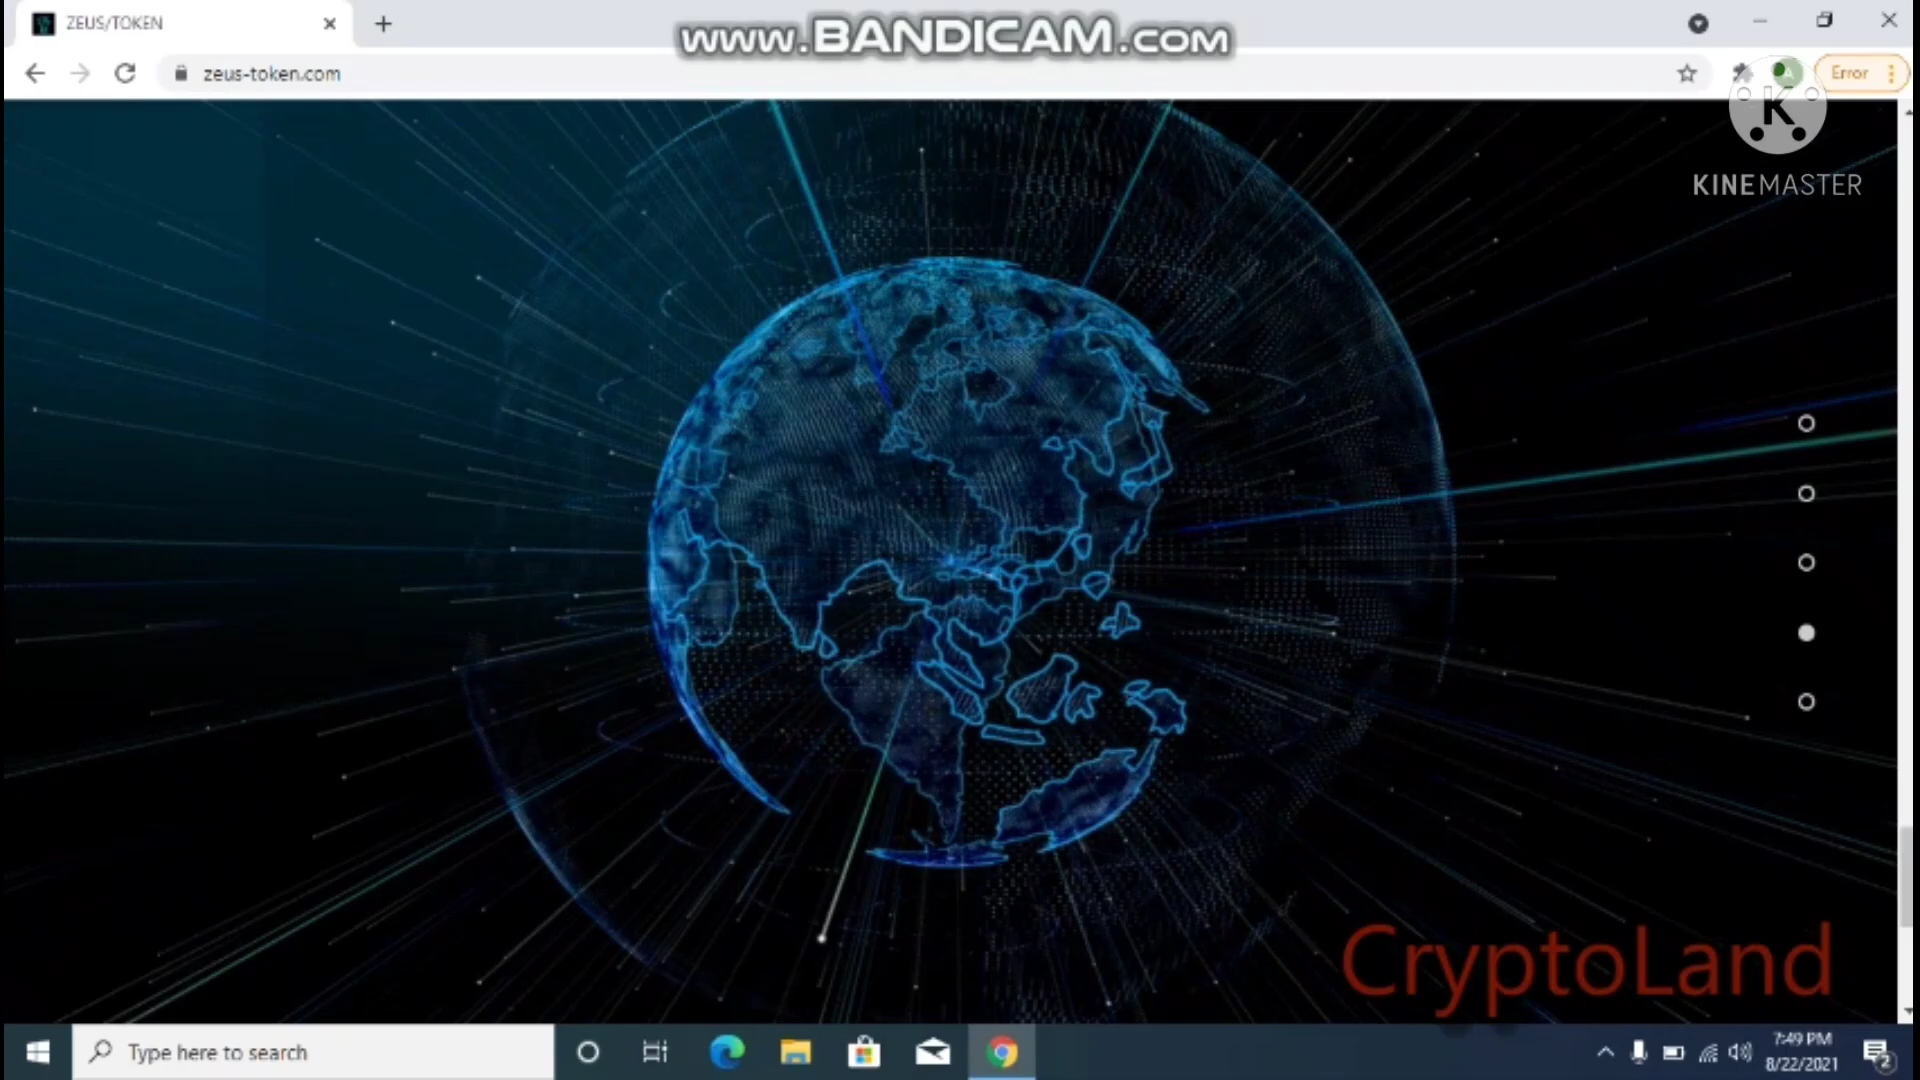 ZEUS/TOKEN
www.BANDICAM.com
zeus-token.com
Error
K
KINEMASTER
CryptoLand
Type here to search
7:49 PM
8/22/2021
2